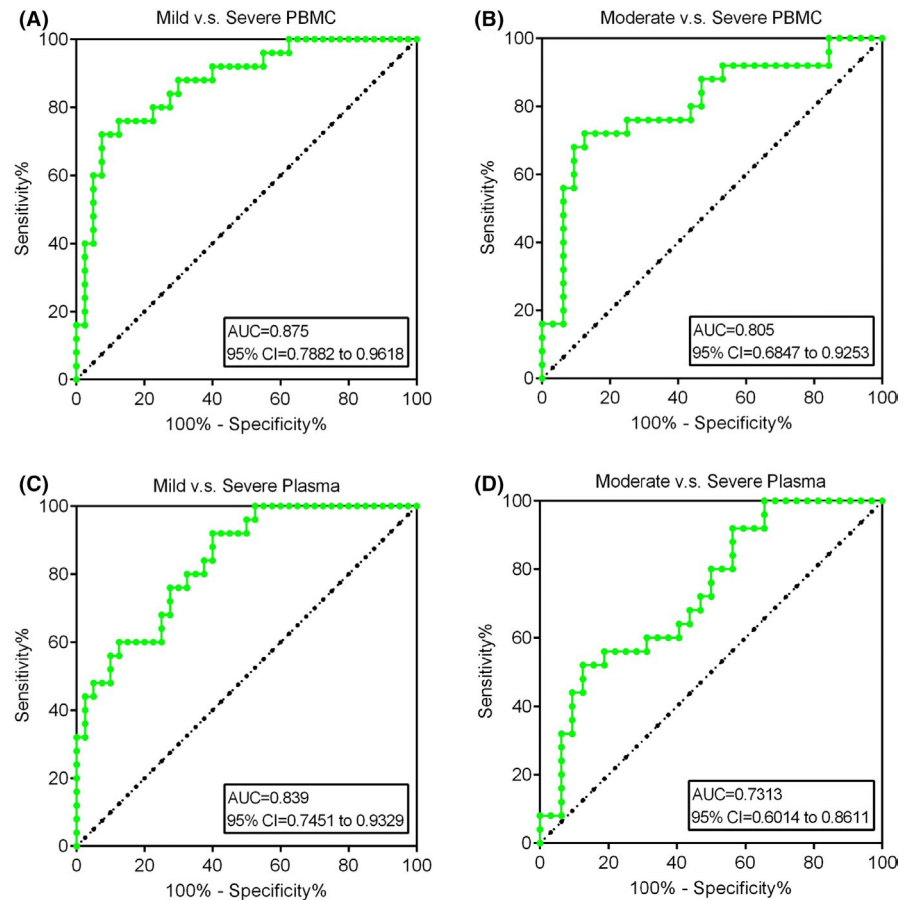 (A)
Mild v.s. Severe PBMC
100
80
60
40
20
0
Sensitivity%
AUC=0.875
95% CI=0.7882 to 0.9618
0 20 40 60 80 100
100% - Specificity%
(B)
Moderate v.s. Severe PBMC
100
80
60
40
20
0
Sensitivity%
AUC=0.805
95% CI=0.6847 to 0.9253
0 20 40 60 80 100
100% - Specificity%
(C)
Mild v.s. Severe Plasma
100
80
60
40
20
0
Sensitivity%
AUC=0.839
95% CI=0.7451 to 0.9329
0 20 40 60 80 100
100% - Specificity%
(D)
Moderate v.s. Severe Plasma
100
80
60
40
20
0
Sensitivity%
AUC=0.7313
95% CI=0.6014 to 0.8611
0 20 40 60 80 100
100% - Specificity%